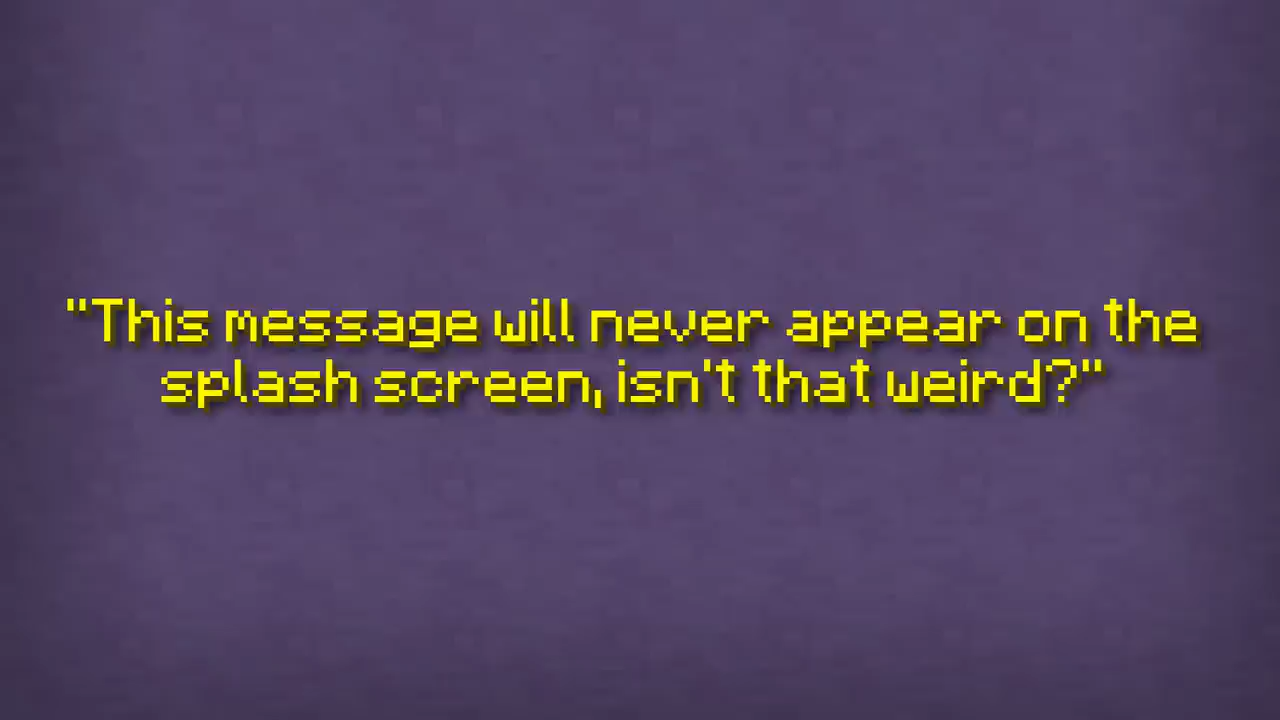 "This message will never appear on the
splash screen, isn't that weird?"